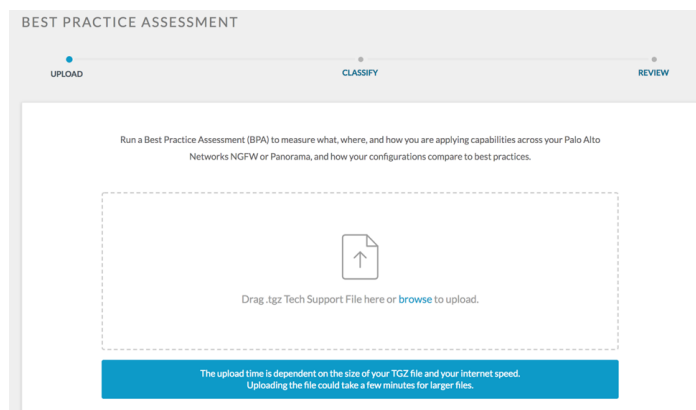 BEST PRACTICE ASSESSMENT
UPLOAD
CLASSIFY
REVIEW
Run a Best Practice Assessment (BPA) to measure what, where, and how you are applying capabilities across your Palo Alto
Networks NGFW or Panorama, and how your configurations compare to best practices.
Drag .tgz Tech Support File here or browse to upload.
The upload time is dependent on the size of your TGZ file and your internet speed.
Uploading the file could take a few minutes for larger files.